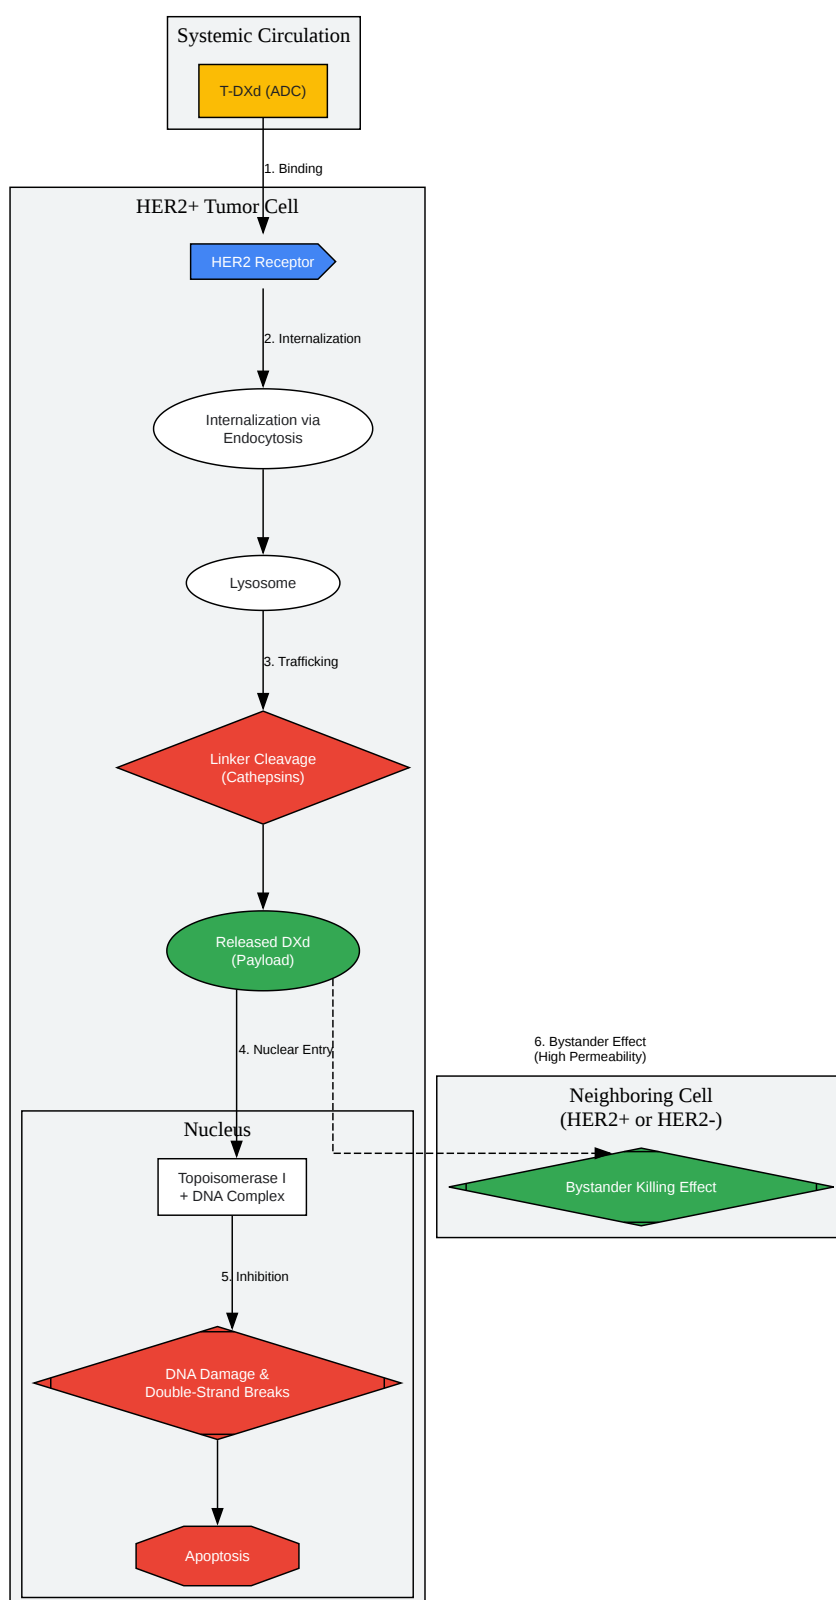 Systemic Circulation
T-DXd (ADC)
1. Binding
HER2+ Tumor Cell
HER2 Receptor
2. Internalization
Internalization via
Endocytosis
Lysosome
3. Trafficking
Linker Cleavage
(Cathepsins)
Released DXd
(Payload)
4. Nuclear Entry
6. Bystander Effect
(High Permeability)
Neighboring Cell
(HER2+ or HER2-)
Bystander Killing Effect
Nucleus
Topoisomerase I
+ DNA Complex
5. Inhibition
DNA Damage &
Double-Strand Breaks
Apoptosis